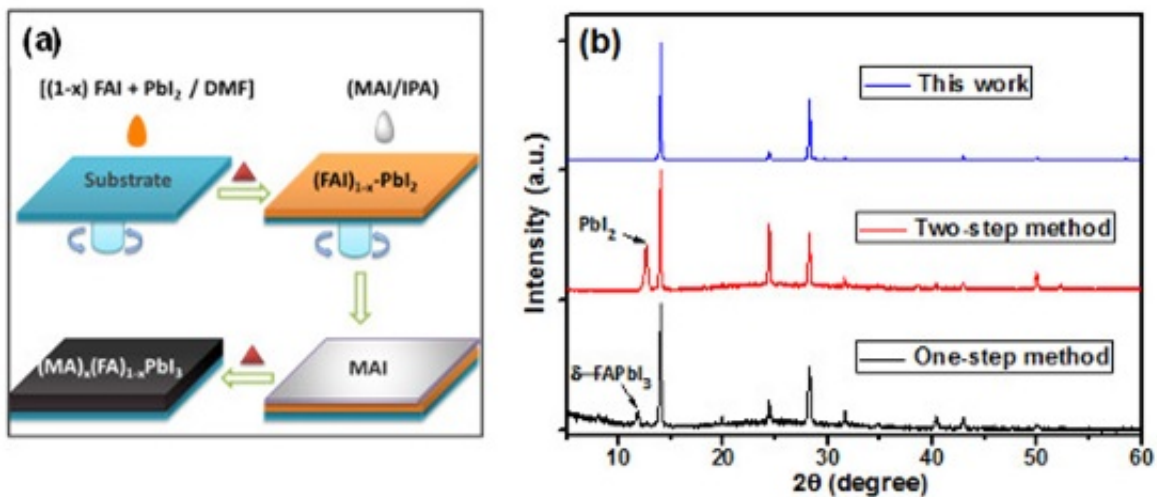 (a)
[(1-x) FAI + PbI₂ / DMF]
(MAI/IPA)
Substrate
(FAI)₁₋ₓ-PbI₂
(MA)ₓ(FA)₁₋ₓPbI₃
MAI
(b)
This work
PbI₂
Two-step method
δ-FAPbI₃
One-step method
Intensity (a.u.)
10 20 30 40 50 60
2θ (degree)